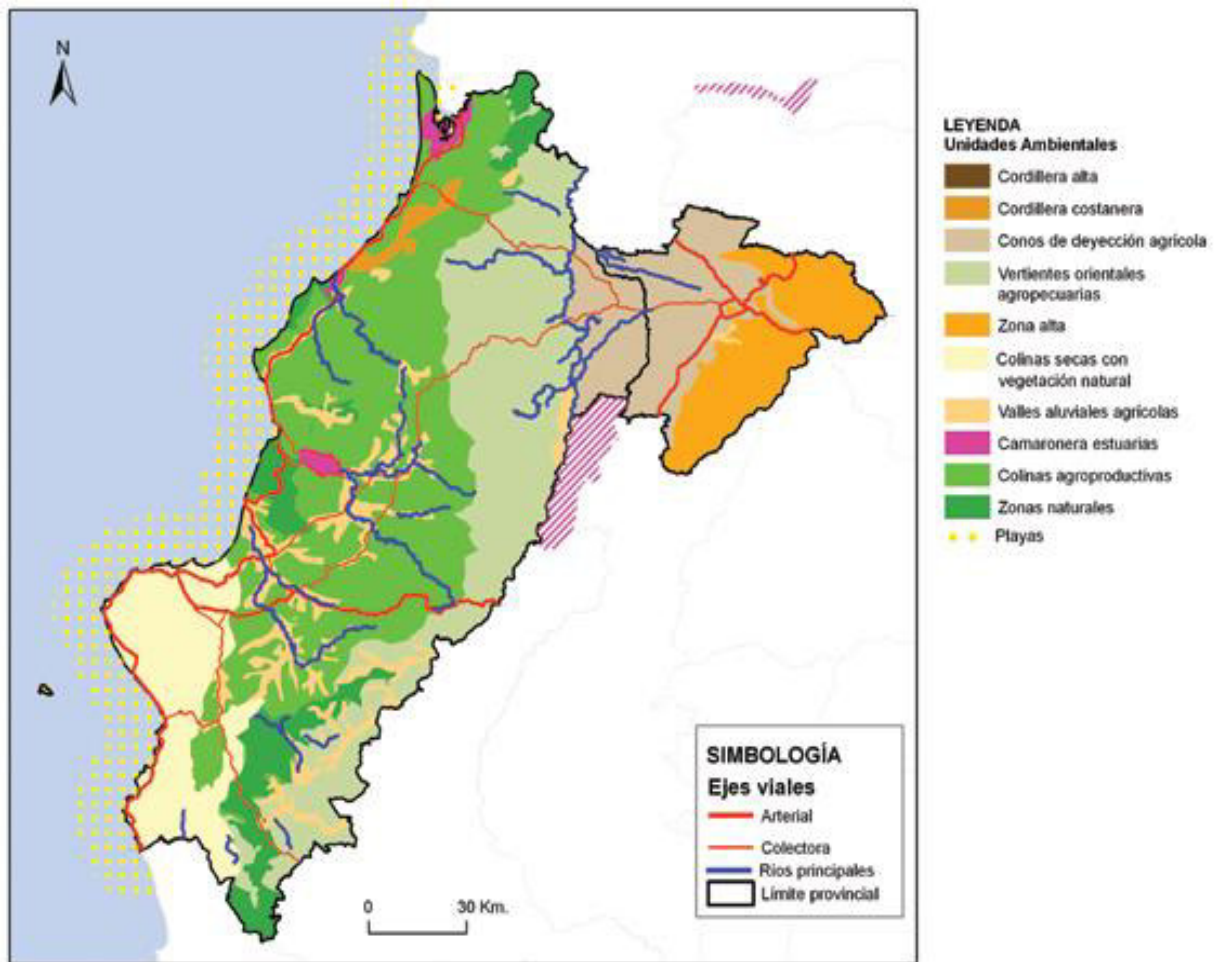 N
LEYENDA
Unidades Ambientales
Cordillera alta
Cordillera costanera
Conos de deyección agrícola
Vertientes orientales
agropecuarias
Zona alta
Colinas secas con
vegetación natural
Valles aluviales agrícolas
Camaronera estuarias
Colinas agroproductivas
Zonas naturales
Playas
SIMBOLOGÍA
Ejes viales
Arterial
Colectora
Rios principales
Límite provincial
0 30 Km.